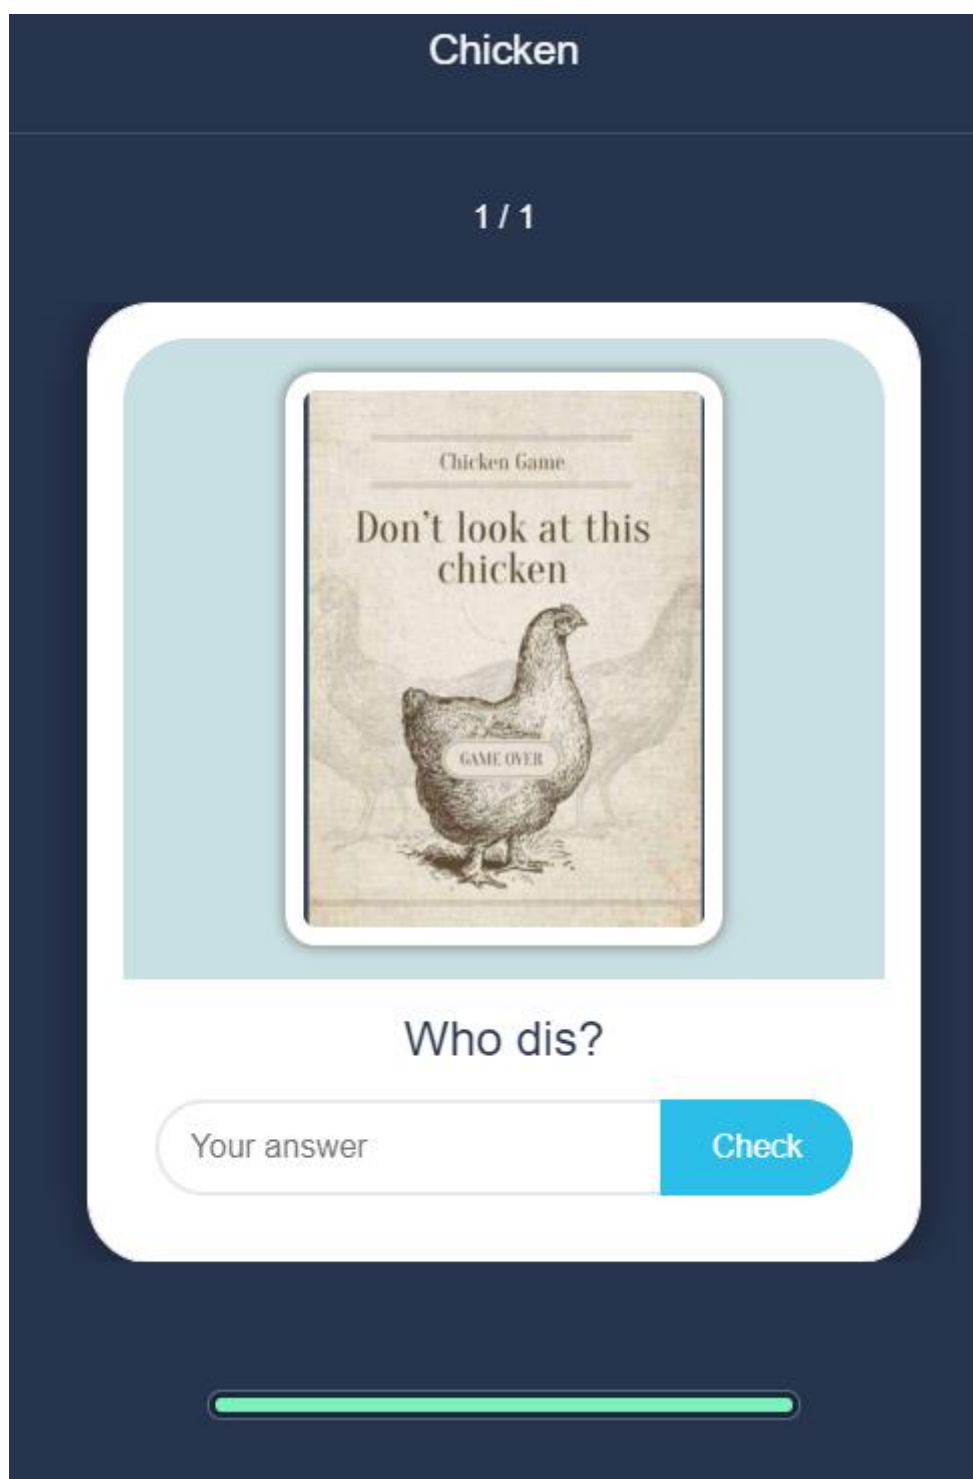 Chicken
1 / 1
Chicken Game
Don't look at this
chicken
GAME OVER
Who dis?
Your answer
Check